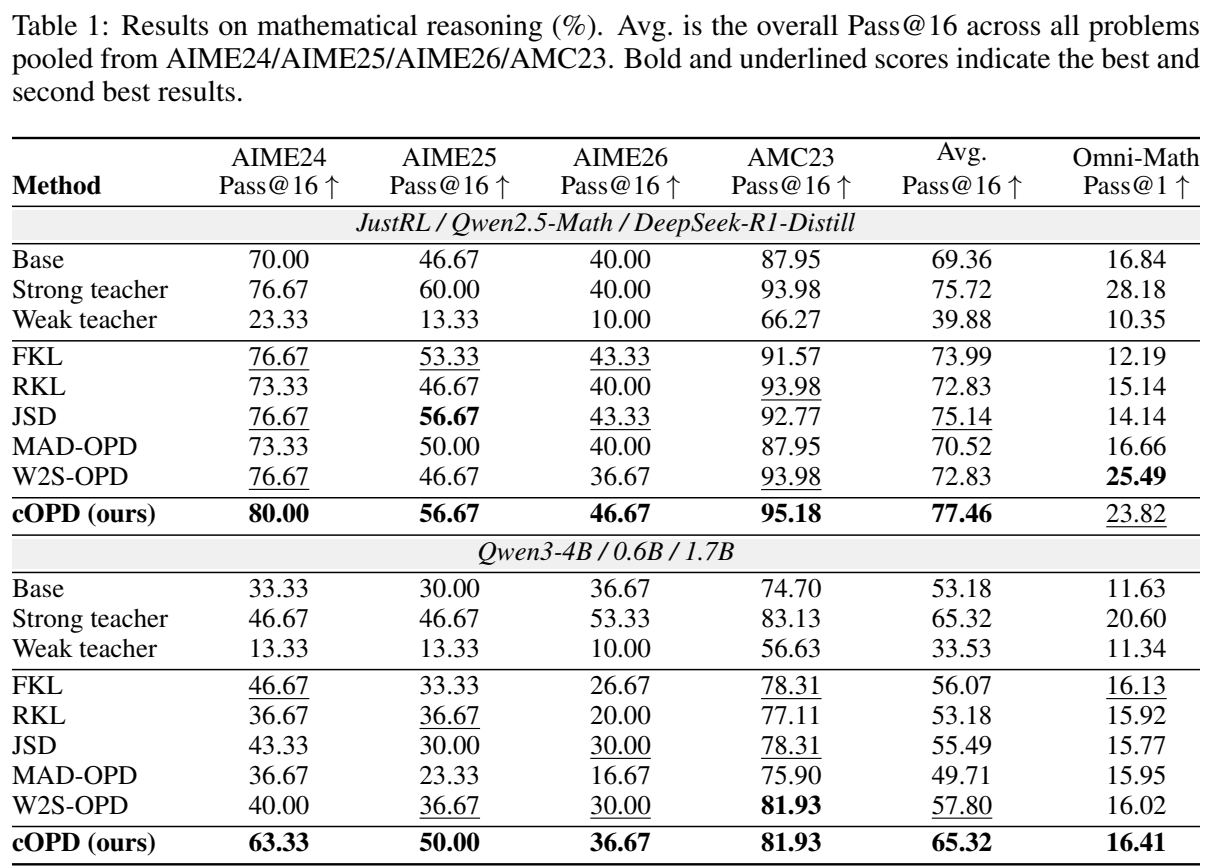 Table 1: Results on mathematical reasoning (%). Avg. is the overall Pass@16 across all problems
pooled from AIME24/AIME25/AIME26/AMC23. Bold and underlined scores indicate the best and
second best results.
Method AIME24 Pass@16 ↑ AIME25 Pass@16 ↑ AIME26 Pass@16 ↑ AMC23 Pass@16 ↑ Avg. Pass@16 ↑ Omni-Math Pass@1 ↑
JustRL / Qwen2.5-Math / DeepSeek-R1-Distill
Base 70.00 46.67 40.00 87.95 69.36 16.84
Strong teacher 76.67 60.00 40.00 93.98 75.72 28.18
Weak teacher 23.33 13.33 10.00 66.27 39.88 10.35
FKL 76.67 53.33 43.33 91.57 73.99 12.19
RKL 73.33 46.67 40.00 93.98 72.83 15.14
JSD 76.67 56.67 43.33 92.77 75.14 14.14
MAD-OPD 73.33 50.00 40.00 87.95 70.52 16.66
W2S-OPD 76.67 46.67 36.67 93.98 72.83 25.49
cOPD (ours) 80.00 56.67 46.67 95.18 77.46 23.82
Qwen3-4B / 0.6B / 1.7B
Base 33.33 30.00 36.67 74.70 53.18 11.63
Strong teacher 46.67 46.67 53.33 83.13 65.32 20.60
Weak teacher 13.33 13.33 10.00 56.63 33.53 11.34
FKL 46.67 33.33 26.67 78.31 56.07 16.13
RKL 36.67 36.67 20.00 77.11 53.18 15.92
JSD 43.33 30.00 30.00 78.31 55.49 15.77
MAD-OPD 36.67 23.33 16.67 75.90 49.71 15.95
W2S-OPD 40.00 36.67 30.00 81.93 57.80 16.02
cOPD (ours) 63.33 50.00 36.67 81.93 65.32 16.41